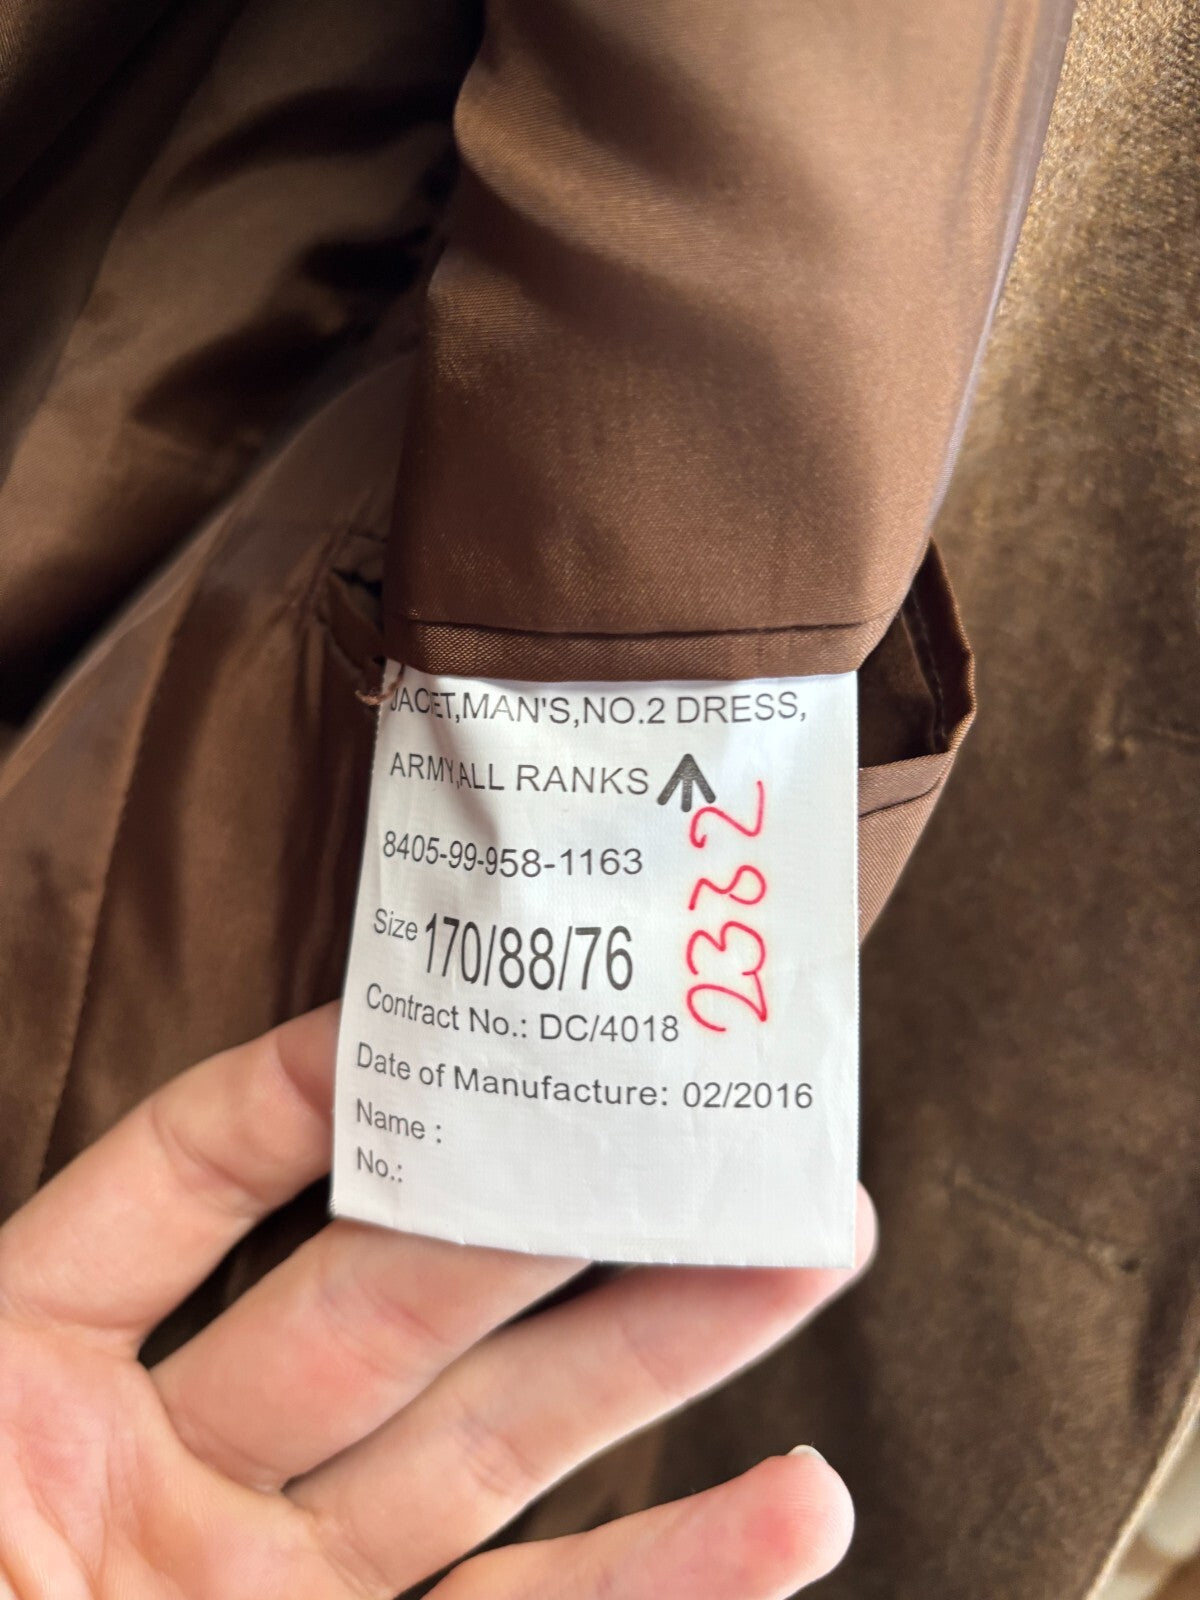 JACET,MAN'S,NO.2 DRESS,
ARMY,ALL RANKS
8405-99-958-1163
Size 170/88/76
Contract No.: DC/4018
Date of Manufacture: 02/2016
Name :
No.:
2382